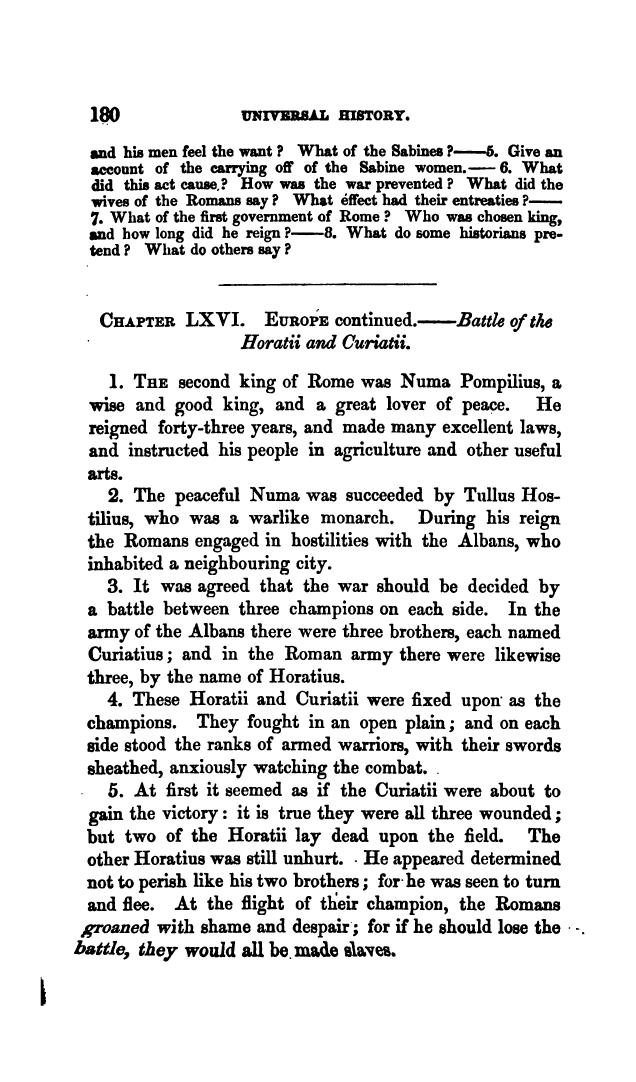 180 UNIVERSAL HISTORY.
and his men feel the want? What of the Sabines?——5. Give an
account of the carrying off of the Sabine women.—— 6. What
did this act cause? How was the war prevented? What did the
wives of the Romans say? What effect had their entreaties?——
7. What of the first government of Rome? Who was chosen king,
and how long did he reign?——8. What do some historians pre-
tend? What do others say?
CHAPTER LXVI. EUROPE continued.——Battle of the
Horatii and Curiatii.
1. THE second king of Rome was Numa Pompilius, a
wise and good king, and a great lover of peace. He
reigned forty-three years, and made many excellent laws,
and instructed his people in agriculture and other useful
arts.
2. The peaceful Numa was succeeded by Tullus Hos-
tilius, who was a warlike monarch. During his reign
the Romans engaged in hostilities with the Albans, who
inhabited a neighbouring city.
3. It was agreed that the war should be decided by
a battle between three champions on each side. In the
army of the Albans there were three brothers, each named
Curiatius; and in the Roman army there were likewise
three, by the name of Horatius.
4. These Horatii and Curiatii were fixed upon as the
champions. They fought in an open plain; and on each
side stood the ranks of armed warriors, with their swords
sheathed, anxiously watching the combat.
5. At first it seemed as if the Curiatii were about to
gain the victory: it is true they were all three wounded;
but two of the Horatii lay dead upon the field. The
other Horatius was still unhurt. He appeared determined
not to perish like his two brothers; for he was seen to turn
and flee. At the flight of their champion, the Romans
groaned with shame and despair; for if he should lose the
battle, they would all be made slaves.